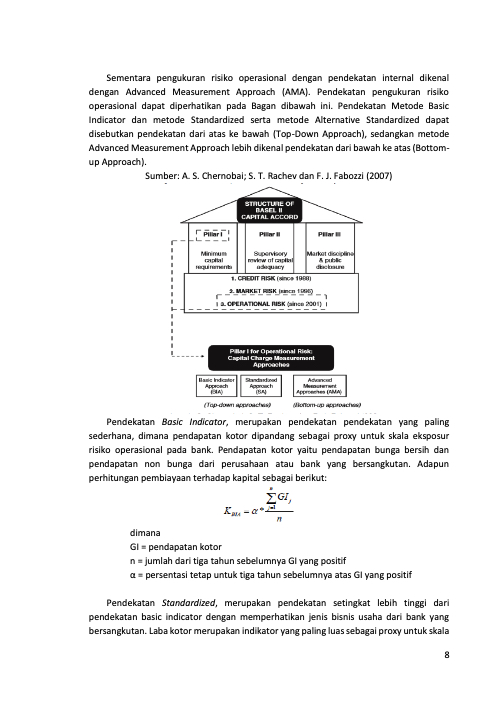 Sementara pengukuran risiko operasional dengan pendekatan internal dikenal
dengan Advanced Measurement Approach (AMA). Pendekatan pengukuran risiko
operasional dapat diperhatikan pada Bagan dibawah ini. Pendekatan Metode Basic
Indicator dan metode Standardized serta metode Alternative Standardized dapat
disebutkan pendekatan dari atas ke bawah (Top-Down Approach), sedangkan metode
Advanced Measurement Approach lebih dikenal pendekatan dari bawah ke atas (Bottom-
up Approach).
Sumber: A. S. Chernobai; S. T. Rachev dan F. J. Fabozzi (2007)
STRUCTURE OF
BASEL II
CAPITAL ACCORD
Pillar I
Minimum
capital
requirements
Pillar II
Supervisory
review of capital
adequacy
Pillar III
Market discipline
& public
disclosure
1. CREDIT RISK (since 1988)
2. MARKET RISK (since 1996)
3. OPERATIONAL RISK (since 2001)
Pillar I for Operational Risk:
Capital Charge Measurement
Approaches
Basic Indicator
Approach
(BIA)
Standardized
Approach
(SA)
Advanced
Measurement
Approaches (AMA)
(Top-down approaches)
(Bottom-up approaches)
Pendekatan Basic Indicator, merupakan pendekatan pendekatan yang paling
sederhana, dimana pendapatan kotor dipandang sebagai proxy untuk skala eksposur
risiko operasional pada bank. Pendapatan kotor yaitu pendapatan bunga bersih dan
pendapatan non bunga dari perusahaan atau bank yang bersangkutan. Adapun
perhitungan pembiayaan terhadap kapital sebagai berikut:
K_BIA = α * ∑_{j=1}^{n} GI_j / n
dimana
GI = pendapatan kotor
n = jumlah dari tiga tahun sebelumnya GI yang positif
α = persentasi tetap untuk tiga tahun sebelumnya atas GI yang positif
Pendekatan Standardized, merupakan pendekatan setingkat lebih tinggi dari
pendekatan basic indicator dengan memperhatikan jenis bisnis usaha dari bank yang
bersangkutan. Laba kotor merupakan indikator yang paling luas sebagai proxy untuk skala
8